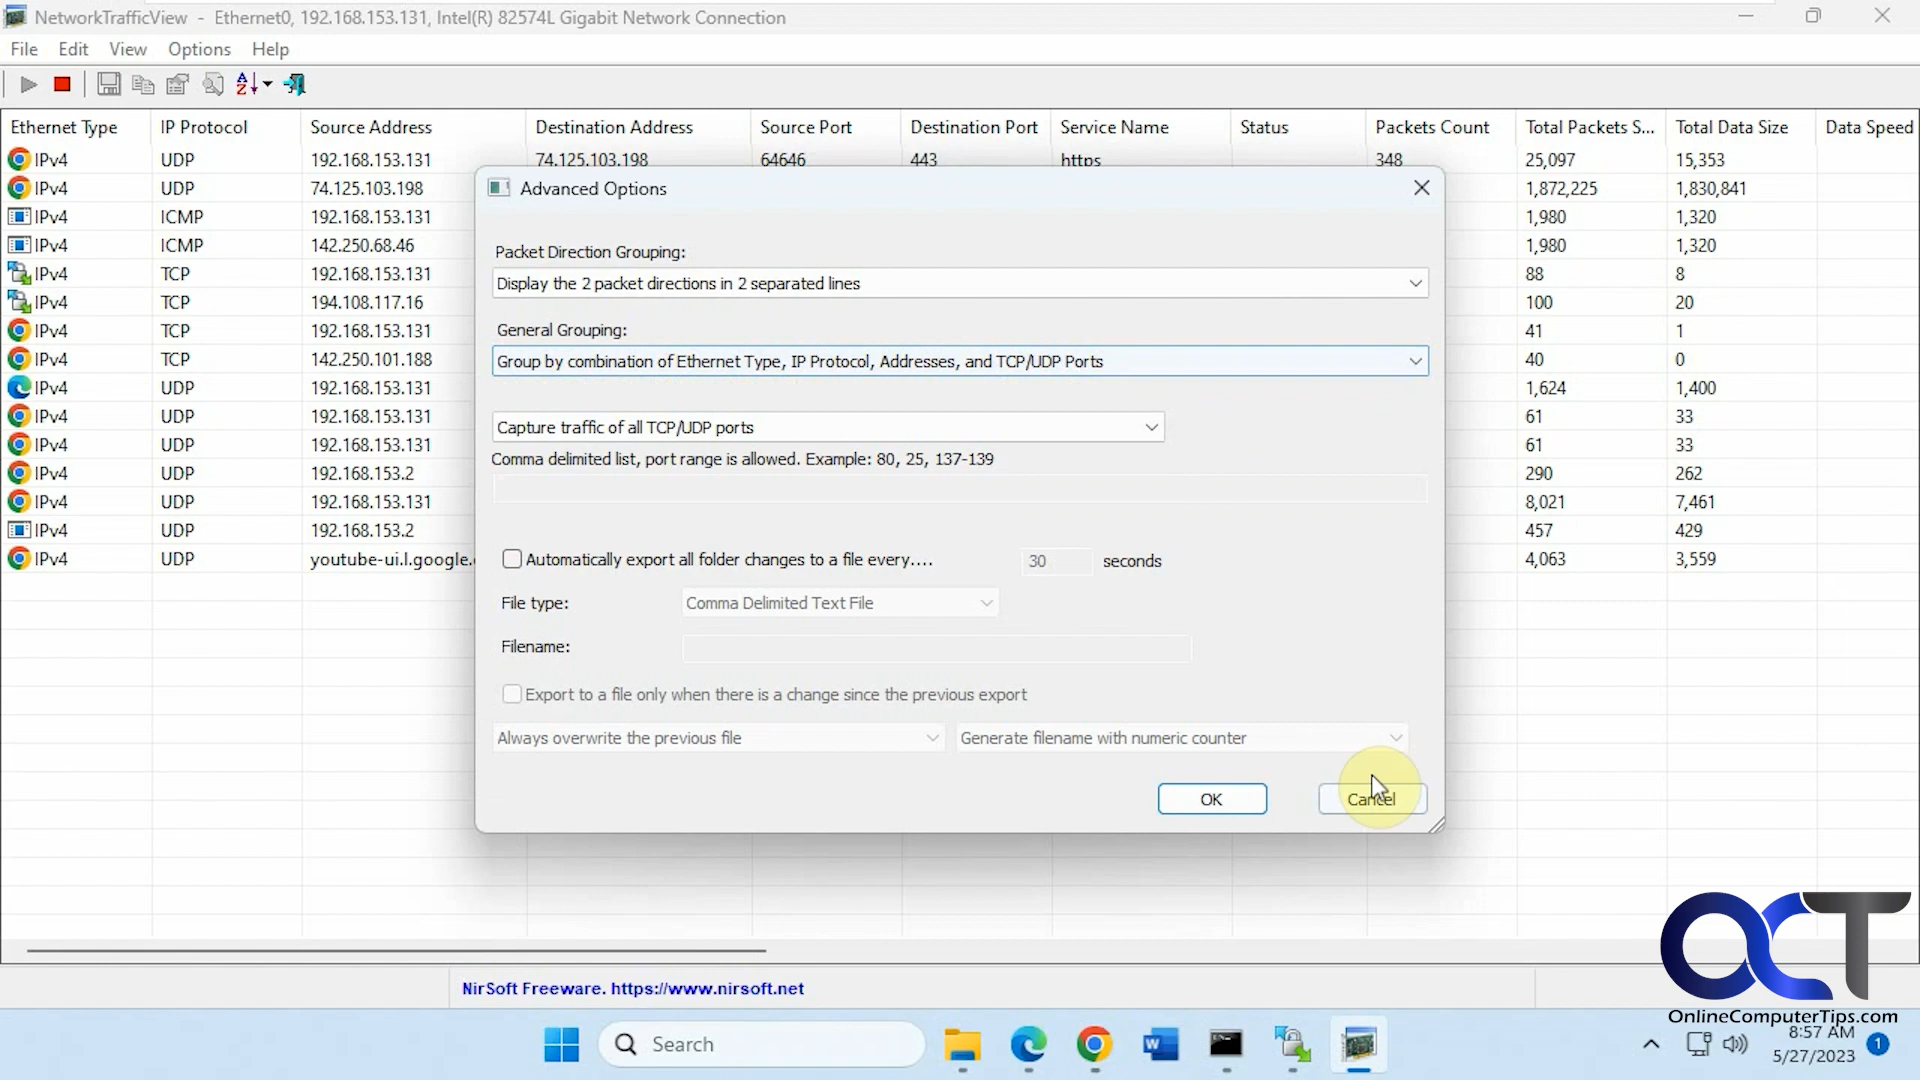 NetworkTrafficView - Ethernet0, 192.168.153.131, Intel(R) 82574L Gigabit Network Connection
File Edit View Options Help
Ethernet Type IP Protocol Source Address Destination Address Source Port Destination Port Service Name Status Packets Count Total Packets S... Total Data Size Data Speed
IPv4 UDP 192.168.153.131 74.125.103.198 64646 443 https 348 25,097 15,353
IPv4 UDP 74.125.103.198 1,872,225 1,830,841
IPv4 ICMP 192.168.153.131 1,980 1,320
IPv4 ICMP 142.250.68.46 1,980 1,320
IPv4 TCP 192.168.153.131 88 8
IPv4 TCP 194.108.117.16 100 20
IPv4 TCP 192.168.153.131 41 1
IPv4 TCP 142.250.101.188 40 0
IPv4 UDP 192.168.153.131 1,624 1,400
IPv4 UDP 192.168.153.131 61 33
IPv4 UDP 192.168.153.131 61 33
IPv4 UDP 192.168.153.2 290 262
IPv4 UDP 192.168.153.131 8,021 7,461
IPv4 UDP 192.168.153.2 457 429
IPv4 UDP youtube-ui.l.google. 4,063 3,559
Advanced Options
Packet Direction Grouping:
Display the 2 packet directions in 2 separated lines
General Grouping:
Group by combination of Ethernet Type, IP Protocol, Addresses, and TCP/UDP Ports
Capture traffic of all TCP/UDP ports
Comma delimited list, port range is allowed. Example: 80, 25, 137-139
Automatically export all folder changes to a file every.... 30 seconds
File type: Comma Delimited Text File
Filename:
Export to a file only when there is a change since the previous export
Always overwrite the previous file Generate filename with numeric counter
OK Cancel
NirSoft Freeware. https://www.nirsoft.net
OCT
OnlineComputerTips.com
Search
8:57 AM
5/27/2023
1